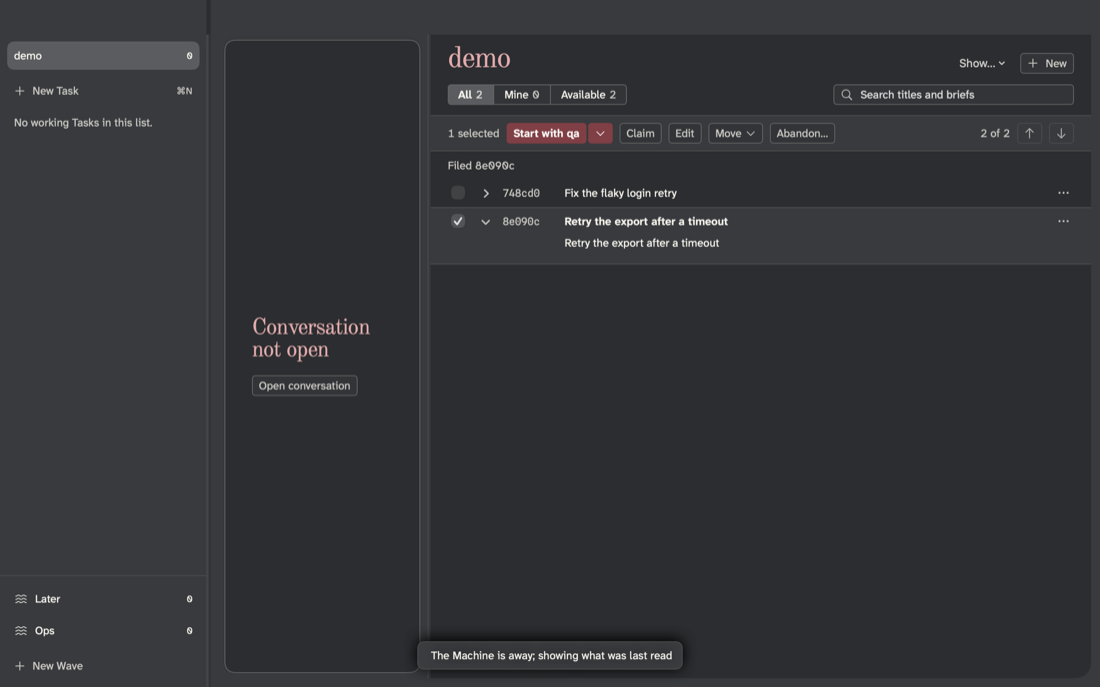 demo 0
New Task ⌘N
No working Tasks in this list.
Later 0
Ops 0
New Wave
Conversation
not open
Open conversation
demo
Show...
New
All 2 Mine 0 Available 2
Search titles and briefs
1 selected Start with qa Claim Edit Move Abandon... 2 of 2
Filed 8e090c
748cd0 Fix the flaky login retry
8e090c Retry the export after a timeout
Retry the export after a timeout
The Machine is away; showing what was last read